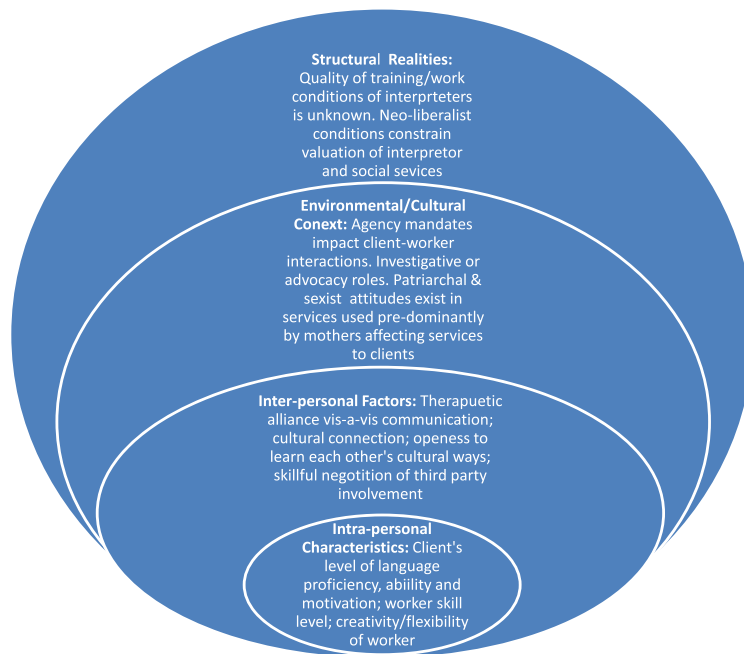 Structural Realities:
Quality of training/work
conditions of interprteters
is unknown. Neo-liberalist
conditions constrain
valuation of interpretor
and social sevices
Environmental/Cultural
Conext: Agency mandates
impact client-worker
interactions. Investigative or
advocacy roles. Patriarchal &
sexist attitudes exist in
services used pre-dominantly
by mothers affecting services
to clients
Inter-personal Factors: Therapuetic
alliance vis-a-vis communication;
cultural connection; openess to
learn each other's cultural ways;
skillful negotition of third party
involvement
Intra-personal
Characteristics: Client's
level of language
proficiency, abiility and
motivation; worker skill
level; creativity/flexibility
of worker